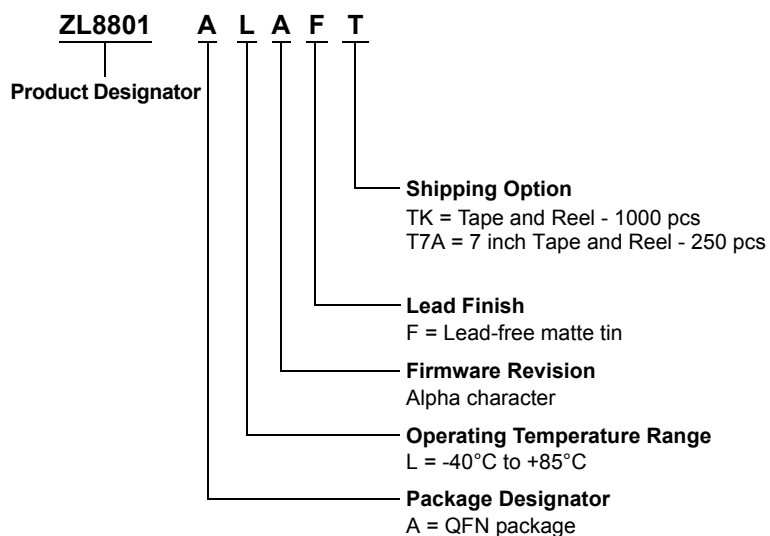 ZL8801 A L A F T
Product Designator
Shipping Option
TK = Tape and Reel - 1000 pcs
T7A = 7 inch Tape and Reel - 250 pcs
Lead Finish
F = Lead-free matte tin
Firmware Revision
Alpha character
Operating Temperature Range
L = -40°C to +85°C
Package Designator
A = QFN package